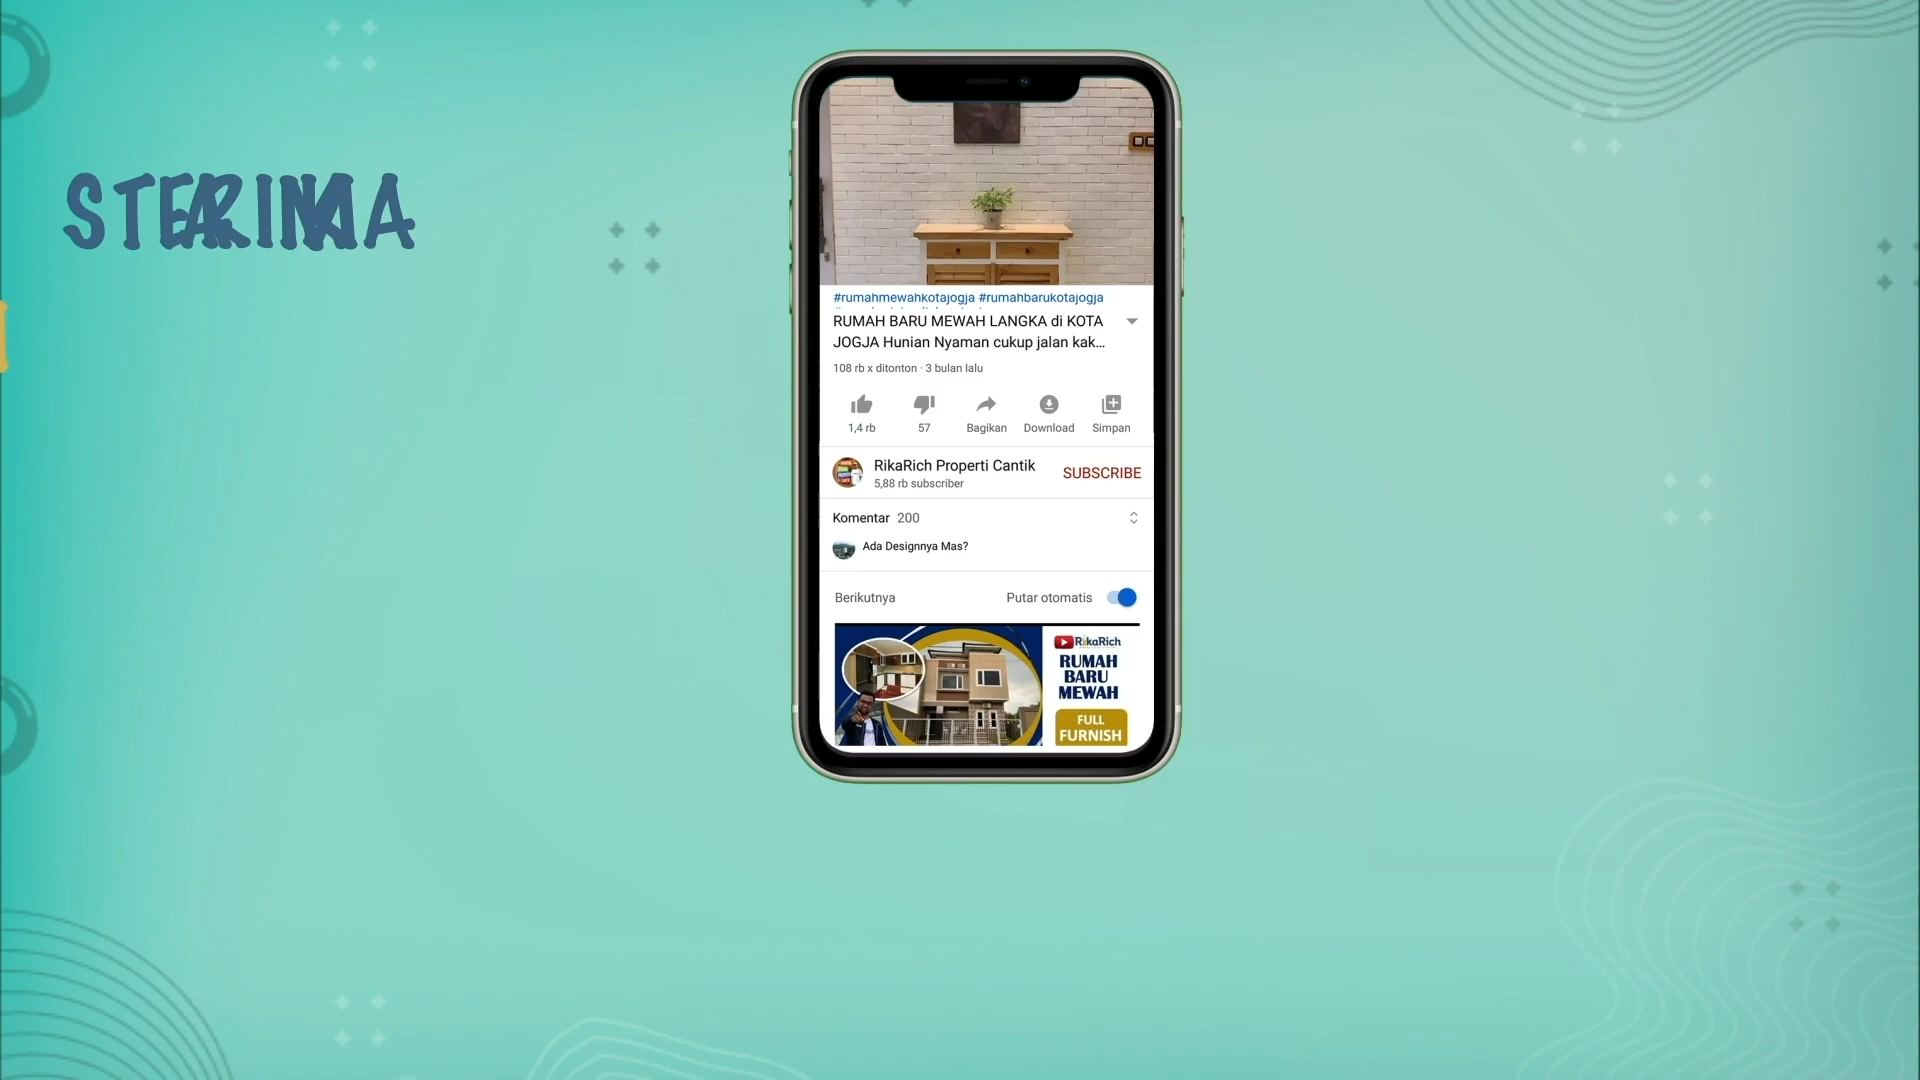 #rumahmewahkotajogja #rumahbarukotajogja
RUMAH BARU MEWAH LANGKA di KOTA
JOGJA Hunian Nyaman cukup jalan kak...
108 rb x ditonton · 3 bulan lalu
1,4 rb 57 Bagikan Download Simpan
RikaRich Properti Cantik
5,88 rb subscriber
SUBSCRIBE
Komentar 200
Ada Designnya Mas?
Berikutnya Putar otomatis
RikaRich
RUMAH
BARU
MEWAH
FULL
FURNISH